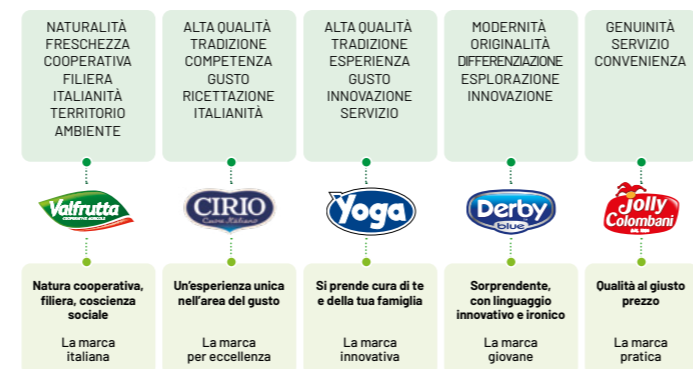 NATURALITÀ
FRESCHEZZA
COOPERATIVA
FILIERA
ITALIANITÀ
TERRITORIO
AMBIENTE
ALTA QUALITÀ
TRADIZIONE
COMPETENZA
GUSTO
RICETTAZIONE
ITALIANITÀ
ALTA QUALITÀ
TRADIZIONE
ESPERIENZA
GUSTO
INNOVAZIONE
SERVIZIO
MODERNITÀ
ORIGINALITÀ
DIFFERENZIAZIONE
ESPLORAZIONE
INNOVAZIONE
GENUINITÀ
SERVIZIO
CONVENIENZA
Valfrutta
COOPERATIVE AGRICOLE
CIRIO
Cuore Italiano
Yoga
Derby
blue
Jolly
Colombani
Natura cooperativa,
filiera, coscienza
sociale
La marca
italiana
Un'esperienza unica
nell'area del gusto
La marca
per eccellenza
Si prende cura di te
e della tua famiglia
La marca
innovativa
Sorprendente,
con linguaggio
innovativo e ironico
La marca
giovane
Qualità al giusto
prezzo
La marca
pratica